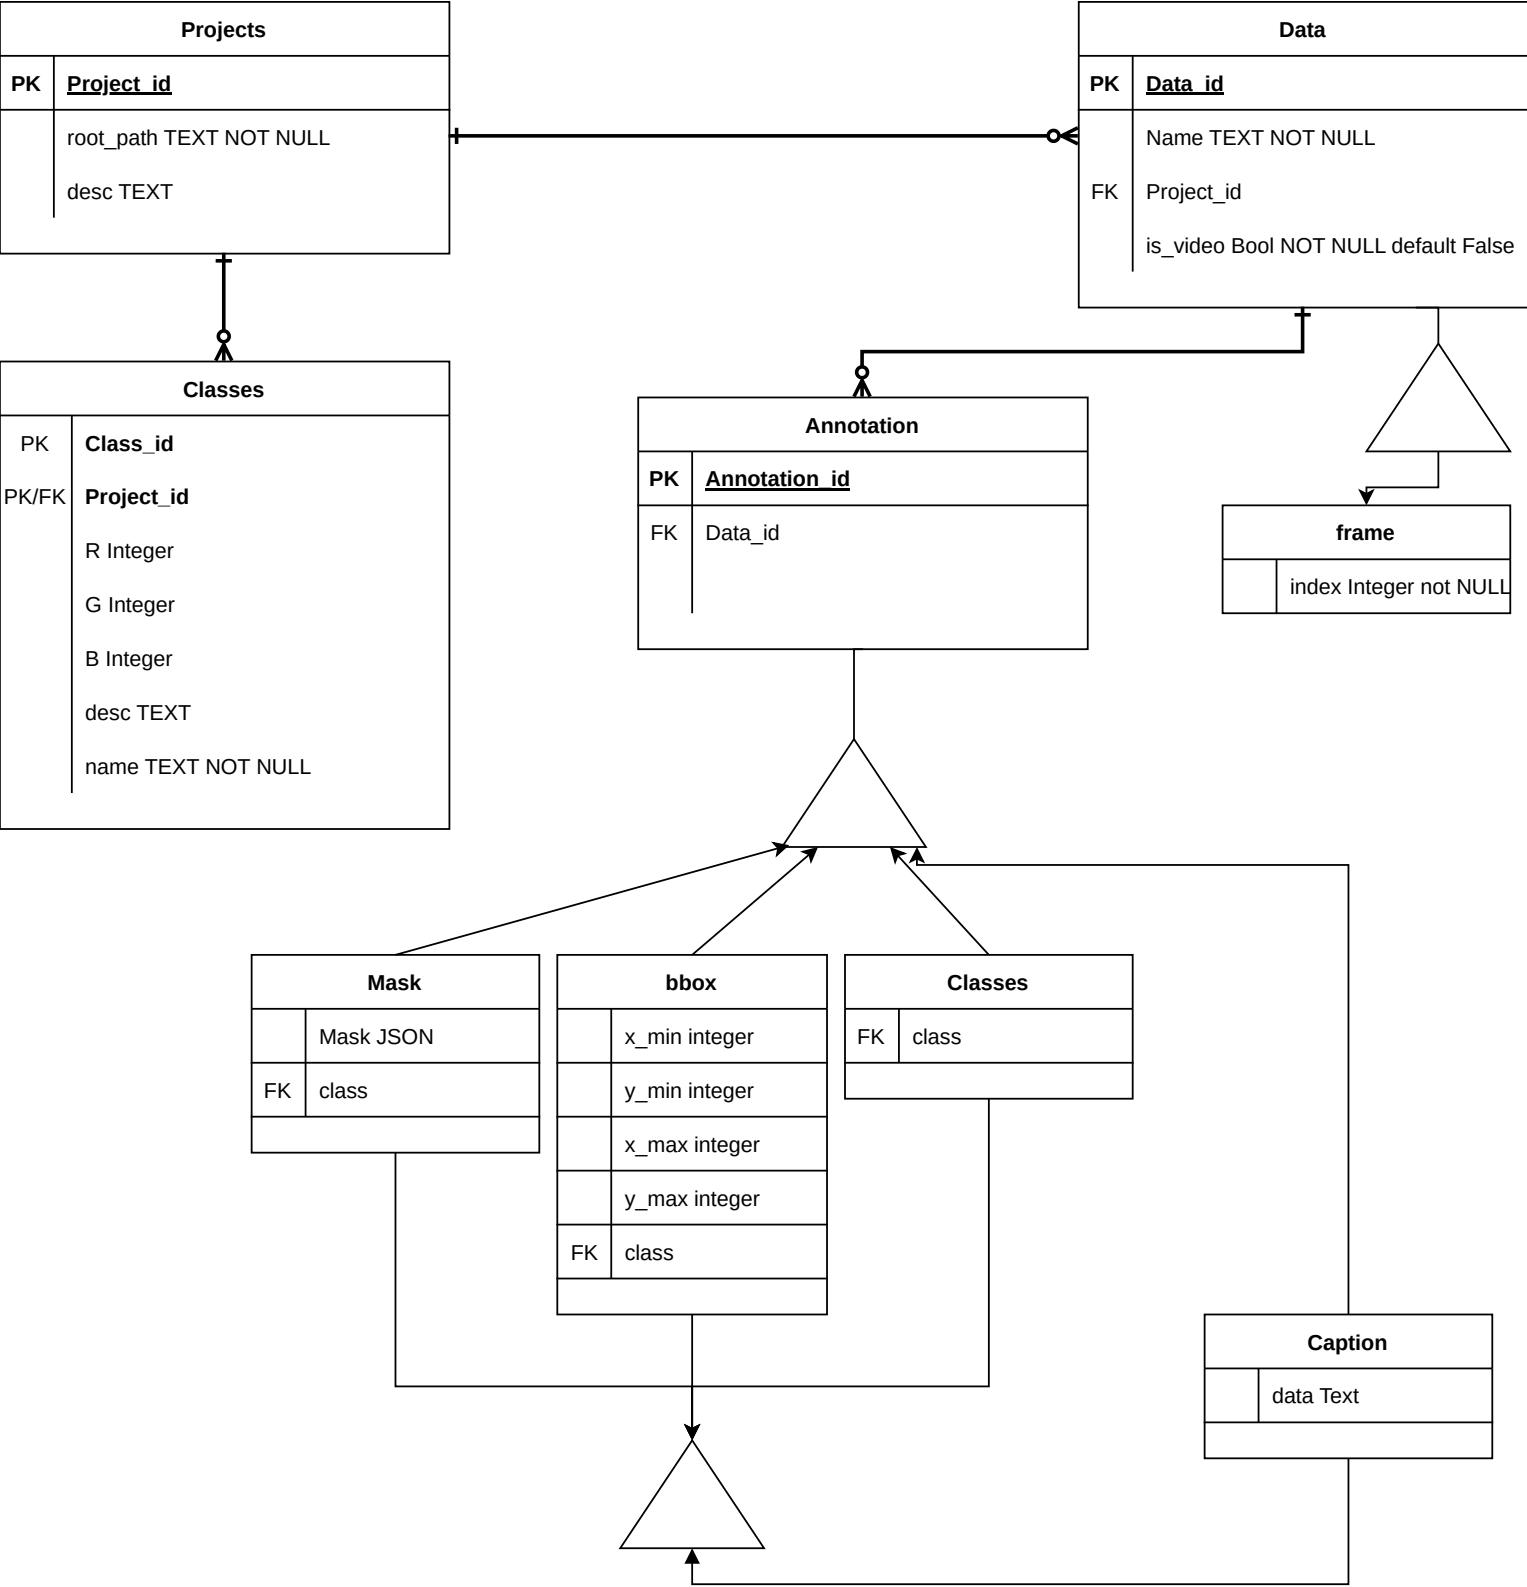 Projects
PK Project_id
root_path TEXT NOT NULL
desc TEXT
Data
PK Data_id
Name TEXT NOT NULL
FK Project_id
is_video Bool NOT NULL default False
Classes
PK Class_id
PK/FK Project_id
R Integer
G Integer
B Integer
desc TEXT
name TEXT NOT NULL
Annotation
PK Annotation_id
FK Data_id
frame
index Integer not NULL
Mask
Mask JSON
FK class
bbox
x_min integer
y_min integer
x_max integer
y_max integer
FK class
Classes
FK class
Caption
data Text